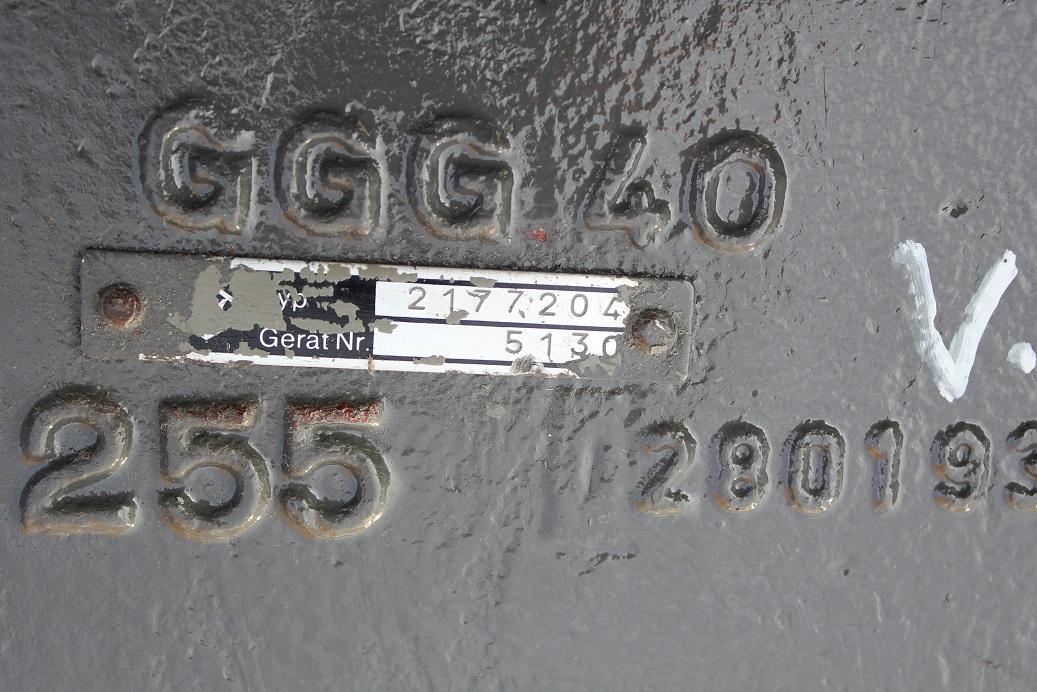 GGG 40
yp 2177204
Gerät Nr. 5130
V.
255 280193